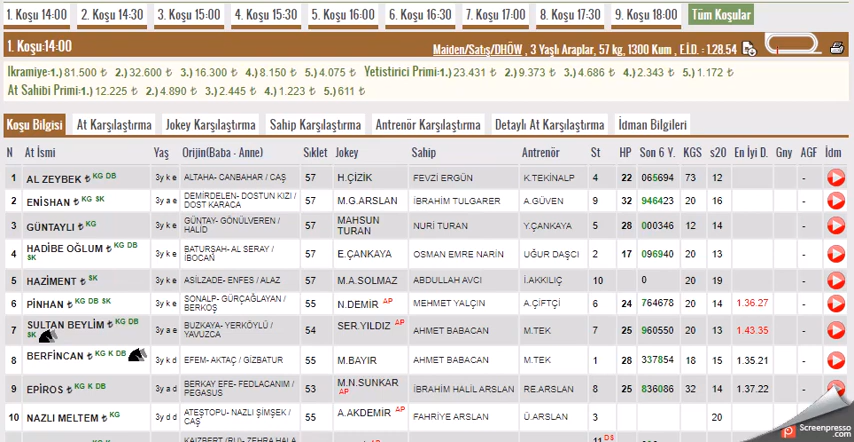 1. Koşu 14:00 2. Koşu 14:30 3. Koşu 15:00 4. Koşu 15:30 5. Koşu 16:00 6. Koşu 16:30 7. Koşu 17:00 8. Koşu 17:30 9. Koşu 18:00 Tüm Koşular
1. Koşu:14:00 Maiden/Satış/DHÖW , 3 Yaşlı Araplar, 57 kg, 1300 Kum , E.İ.D. : 1.28.54
Ikramiye:1.) 81.500 ₺ 2.) 32.600 ₺ 3.) 16.300 ₺ 4.) 8.150 ₺ 5.) 4.075 ₺ Yetistirici Primi:1.) 23.431 ₺ 2.) 9.373 ₺ 3.) 4.686 ₺ 4.) 2.343 ₺ 5.) 1.172 ₺
At Sahibi Primi:1.) 12.225 ₺ 2.) 4.890 ₺ 3.) 2.445 ₺ 4.) 1.223 ₺ 5.) 611 ₺
Koşu Bilgisi At Karşılaştırma Jokey Karşılaştırma Sahip Karşılaştırma Antrenör Karşılaştırma Detaylı At Karşılaştırma İdman Bilgileri
N At İsmi Yaş Orijin(Baba - Anne) Sıklet Jokey Sahip Antrenör St HP Son 6 Y. KGS s20 En İyi D. Gny AGF İdm
1 AL ZEYBEK ₺ KG DB 3y k e ALTAHA- CANBAHAR / CAŞ 57 H.ÇİZİK FEVZİ ERGÜN K.TEKİNALP 4 22 065694 73 12 -
2 ENİSHAN ₺ KG SK 3y a e DEMİRDELEN- DOSTUN KIZI / DOST KARACA 57 M.G.ARSLAN İBRAHİM TULGARER A.GÜVEN 9 32 946423 20 16 -
3 GÜNTAYLI ₺ KG 3y k e GÜNTAY- GÖNÜLVEREN / HALİD 57 MAHSUN TURAN NURİ TURAN Y.ÇANKAYA 5 28 000346 12 14 -
4 HADİBE OĞLUM ₺ KG DB SK 3y k e BATURŞAH- AL SERAY / İBOCAN 57 E.ÇANKAYA OSMAN EMRE NARİN UĞUR DAŞCI 2 17 096940 20 13 -
5 HAZİMENT ₺ SK 3y k e ASİLZADE- ENFES / ALAZ 57 M.A.SOLMAZ ABDULLAH AVCI İ.AKKILIÇ 10 0 20 19 -
6 PİNHAN ₺ KG DB SK 3y k e SONALP- GÜRÇAĞLAYAN / BERKOŞ 55 N.DEMİR AP MEHMET YALÇIN A.ÇİFTÇİ 6 24 764678 20 14 1.36.27 -
7 SULTAN BEYLİM ₺ KG DB SK 3y a e BUZKAYA- YERKÖYLÜ / YAVUZCA 54 SER.YILDIZ AP AHMET BABACAN M.TEK 7 25 960550 20 13 1.43.35 -
8 BERFİNCAN ₺ KG K DB 3y k d EFEM- AKTAÇ / GİZBATUR 55 M.BAYIR AHMET BABACAN M.TEK 1 28 337854 18 15 1.35.21 -
9 EPİROS ₺ KG K DB 3y a d BERKAY EFE- FEDLACANIM / PEGASUS 53 M.N.SUNKAR AP İBRAHİM HALİL ARSLAN RE.ARSLAN 8 25 836086 32 14 1.37.22 -
10 NAZLI MELTEM ₺ KG 3y d d ATEŞTOPU- NAZLI ŞİMŞEK / CAŞ 55 A.AKDEMİR AP FAHRİYE ARSLAN Ü.ARSLAN 3 20 -
KAIZBERT (RU)- ZEHRA HALA 11 DS
Screenpresso
.com